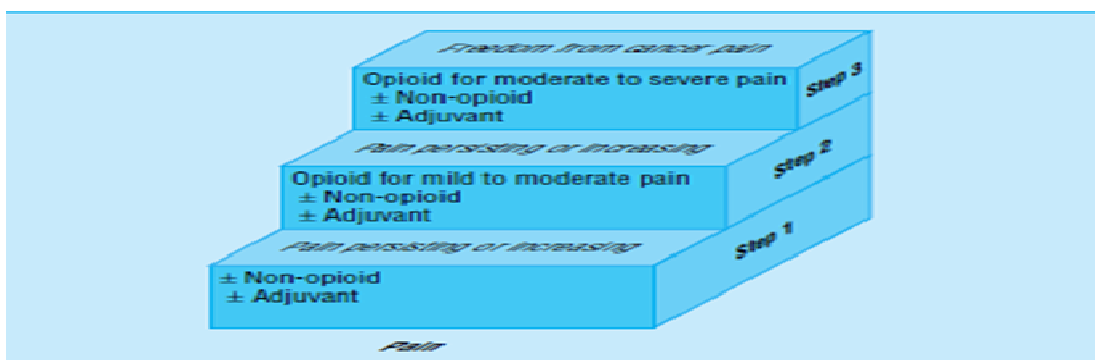 Freedom from cancer pain
Opioid for moderate to severe pain
± Non-opioid
± Adjuvant
Step 3
Pain persisting or increasing
Opioid for mild to moderate pain
± Non-opioid
± Adjuvant
Step 2
Pain persisting or increasing
± Non-opioid
± Adjuvant
Step 1
Pain